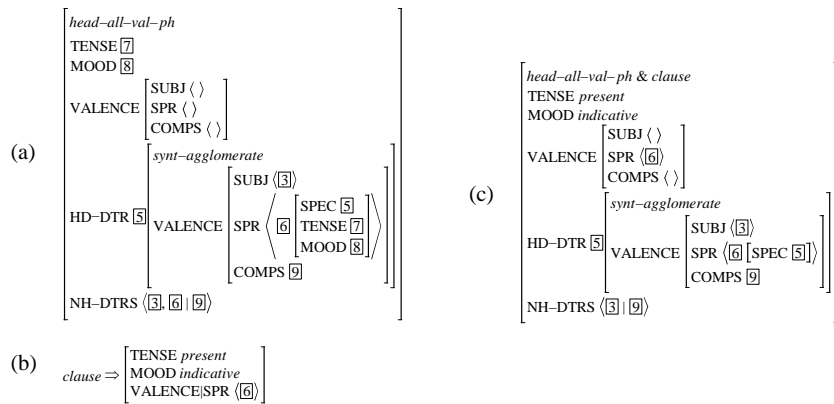 (a)
head–all–val–ph
TENSE 7
MOOD 8
VALENCE
SUBJ ⟨ ⟩
SPR ⟨ ⟩
COMPS ⟨ ⟩
HD–DTR 5
synt–agglomerate
VALENCE
SUBJ ⟨3⟩
SPR ⟨ 6
SPEC 5
TENSE 7
MOOD 8 ⟩
COMPS 9
NH–DTRS ⟨3, 6 | 9⟩
(b)
clause ⇒
TENSE present
MOOD indicative
VALENCE|SPR ⟨6⟩
(c)
head–all–val–ph & clause
TENSE present
MOOD indicative
VALENCE
SUBJ ⟨ ⟩
SPR ⟨6⟩
COMPS ⟨ ⟩
HD–DTR 5
synt–agglomerate
VALENCE
SUBJ ⟨3⟩
SPR ⟨6 [SPEC 5]⟩
COMPS 9
NH–DTRS ⟨3 | 9⟩